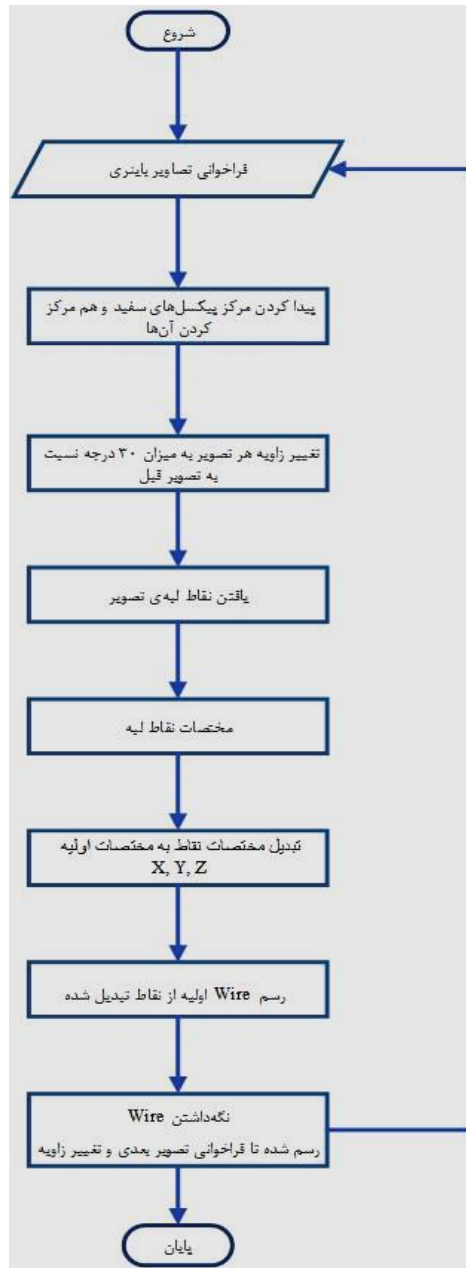 شروع
فراخوانی تصاویر باینری
پیدا کردن مرکز پیکسل‌های سفید و هم مرکز
کردن آن‌ها
تغییر زاویه هر تصویر به میزان ۳۰ درجه نسبت
به تصویر قبل
یافتن نقاط لبه‌ی تصویر
مختصات نقاط لبه
تبدیل مختصات نقاط به مختصات اولیه
X, Y, Z
رسم Wire اولیه از نقاط تبدیل شده
نگه‌داشتن Wire
رسم شده تا فراخوانی تصویر بعدی و تغییر زاویه
پایان